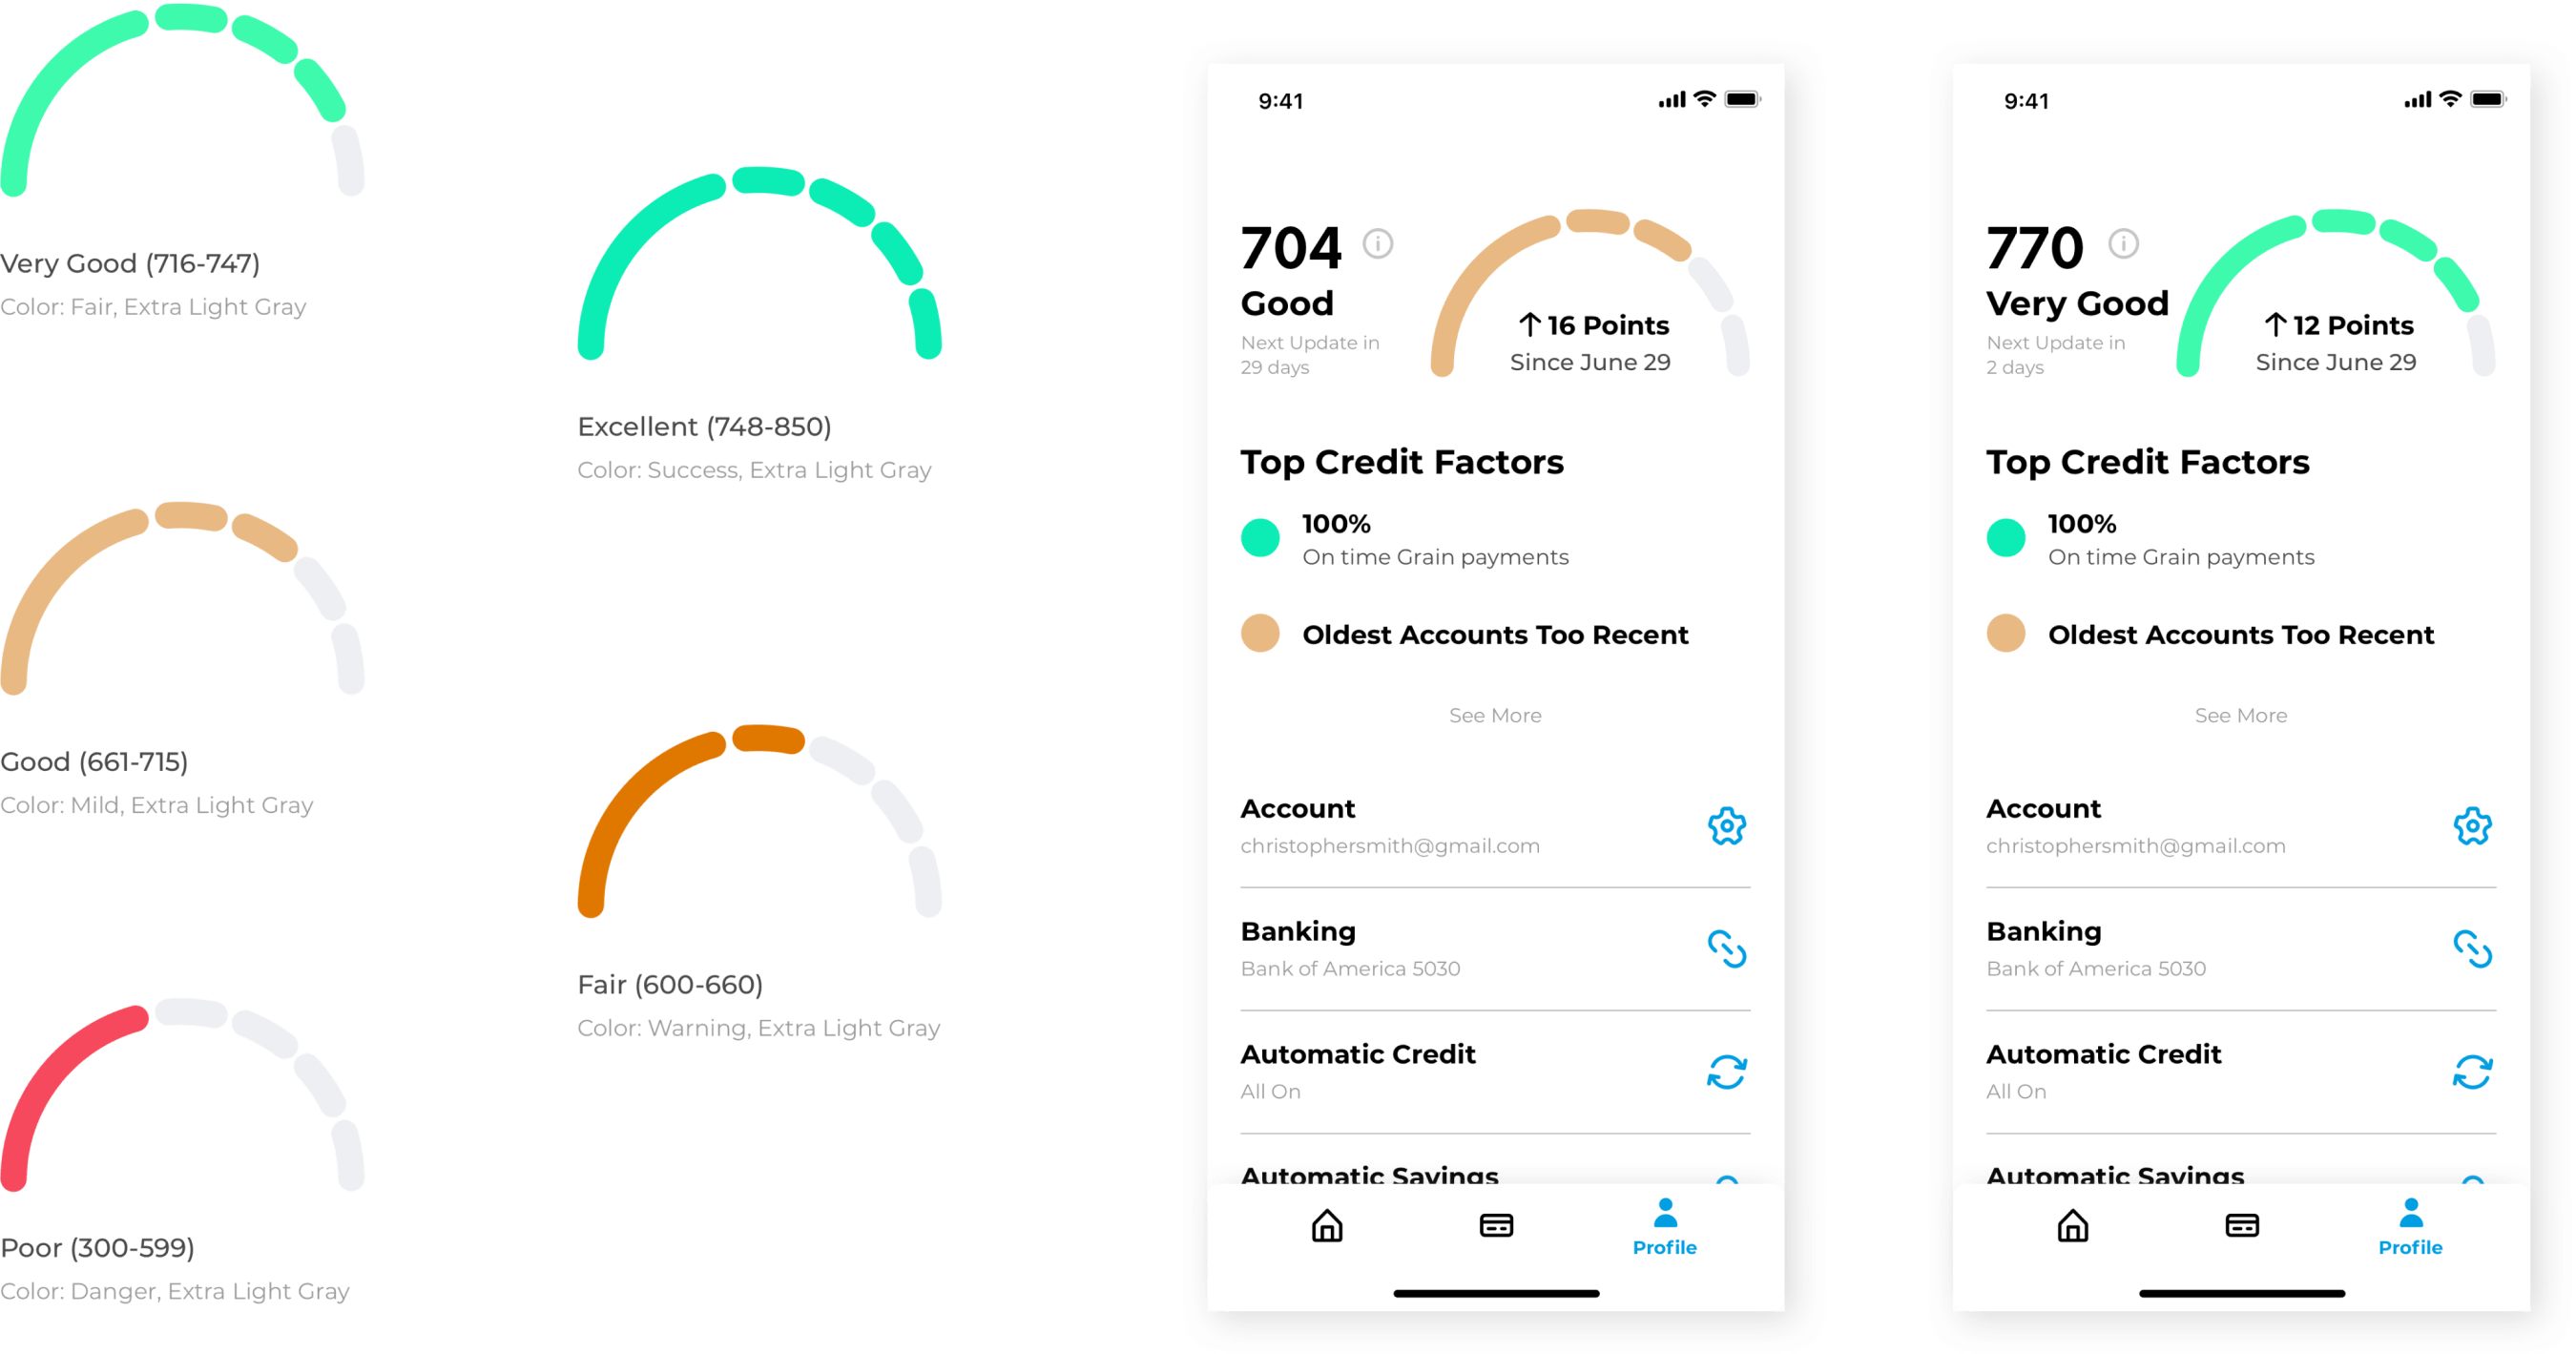 Very Good (716-747)
Color: Fair, Extra Light Gray
Good (661-715)
Color: Mild, Extra Light Gray
Poor (300-599)
Color: Danger, Extra Light Gray
Excellent (748-850)
Color: Success, Extra Light Gray
Fair (600-660)
Color: Warning, Extra Light Gray
9:41
704
Good
Next Update in
29 days
16 Points
Since June 29
Top Credit Factors
100%
On time Grain payments
Oldest Accounts Too Recent
See More
Account
christophersmith@gmail.com
Banking
Bank of America 5030
Automatic Credit
All On
Automatic Savings
Profile
9:41
770
Very Good
Next Update in
2 days
12 Points
Since June 29
Top Credit Factors
100%
On time Grain payments
Oldest Accounts Too Recent
See More
Account
christophersmith@gmail.com
Banking
Bank of America 5030
Automatic Credit
All On
Automatic Savings
Profile